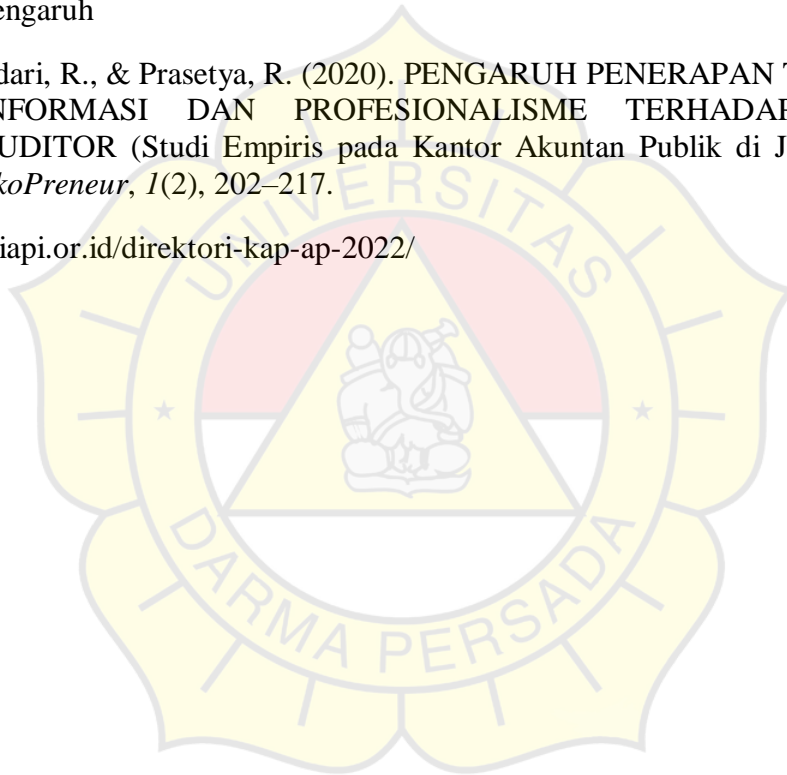 engaruh
dari, R., & Prasetya, R. (2020). PENGARUH PENERAPAN
NFORMASI DAN PROFESIONALISME TERHADAP
UDITOR (Studi Empiris pada Kantor Akuntan Publik di
koPreneur, 1(2), 202–217.
iapi.or.id/direktori-kap-ap-2022/
UNIVERSITAS
DARMA PERSADA